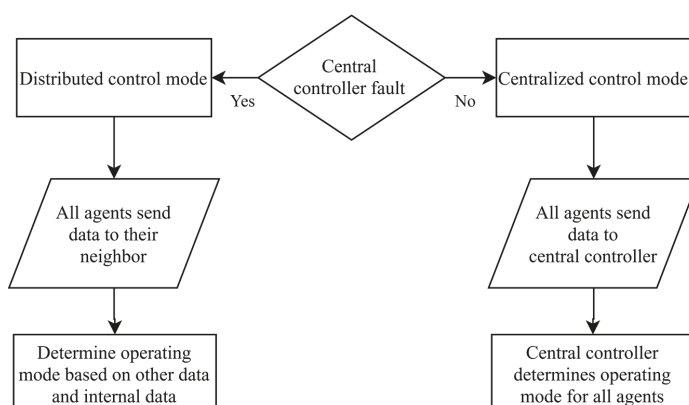 Central
controller fault
Yes
No
Distributed control mode
Centralized control mode
All agents send
data to their
neighbor
All agents send
data to
central controller
Determine operating
mode based on other data
and internal data
Central controller
determines operating
mode for all agents